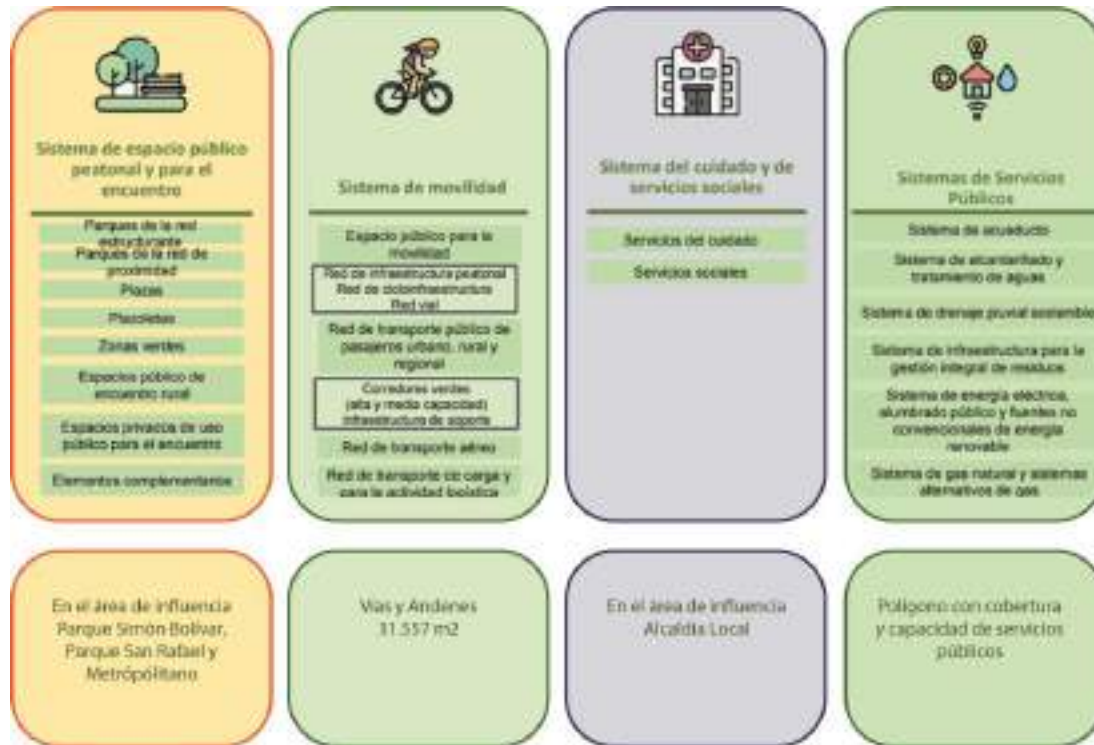 Sistema de espacio público
peatonal y para el
encuentro
Parques de la red
estructurante
Parques de la red de
proximidad
Plazas
Plazoletas
Zonas verdes
Espacios público de
encuentro rural
Espacios privados de uso
público para el encuentro
Elementos complementarios
Sistema de movilidad
Espacio público para la
movilidad
Red de infraestructura peatonal
Red de cicloinfraestructura
Red vial
Red de transporte público de
pasajeros urbano, rural y
regional
Corredores verdes
(alta y media capacidad)
Infraestructura de soporte
Red de transporte aéreo
Red de transporte de carga y
para la actividad logística
Sistema del cuidado y de
servicios sociales
Servicios del cuidado
Servicios sociales
Sistemas de Servicios
Públicos
Sistema de acueducto
Sistema de alcantarillado y
tratamiento de aguas
Sistema de drenaje pluvial sostenible
Sistema de infraestructura para la
gestión integral de residuos
Sistema de energía eléctrica,
alumbrado público y fuentes no
convencionales de energía
renovable
Sistema de gas natural y sistemas
alternativos de gas
En el área de influencia
Parque Simón Bolívar,
Parque San Rafael y
Metrópólitano
Vías y Andenes
31.557 m2
En el área de influencia
Alcaldía Local
Polígono con cobertura
y capacidad de servicios
públicos